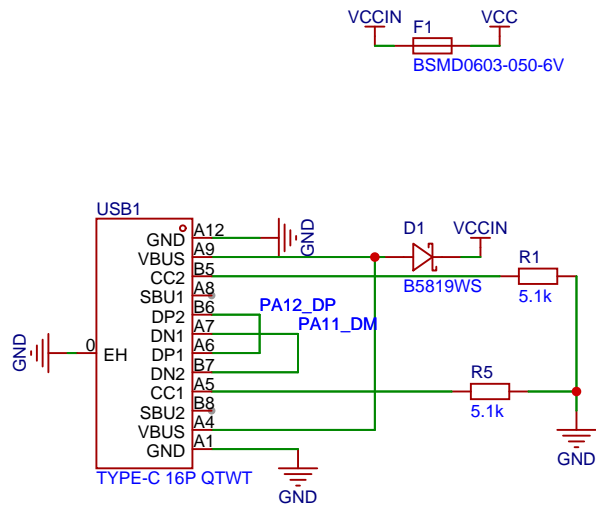 VCCIN
F1
VCC
BSMD0603-050-6V
USB1
GND A12
VBUS A9
CC2 B5
SBU1 A8
DP2 B6
DN1 A7
DP1 A6
DN2 B7
CC1 A5
SBU2 B8
VBUS A4
GND A1
0 EH
GND
GND
PA12_DP
PA11_DM
D1
VCCIN
B5819WS
R1
5.1k
R5
5.1k
GND
TYPE-C 16P QTWT
GND